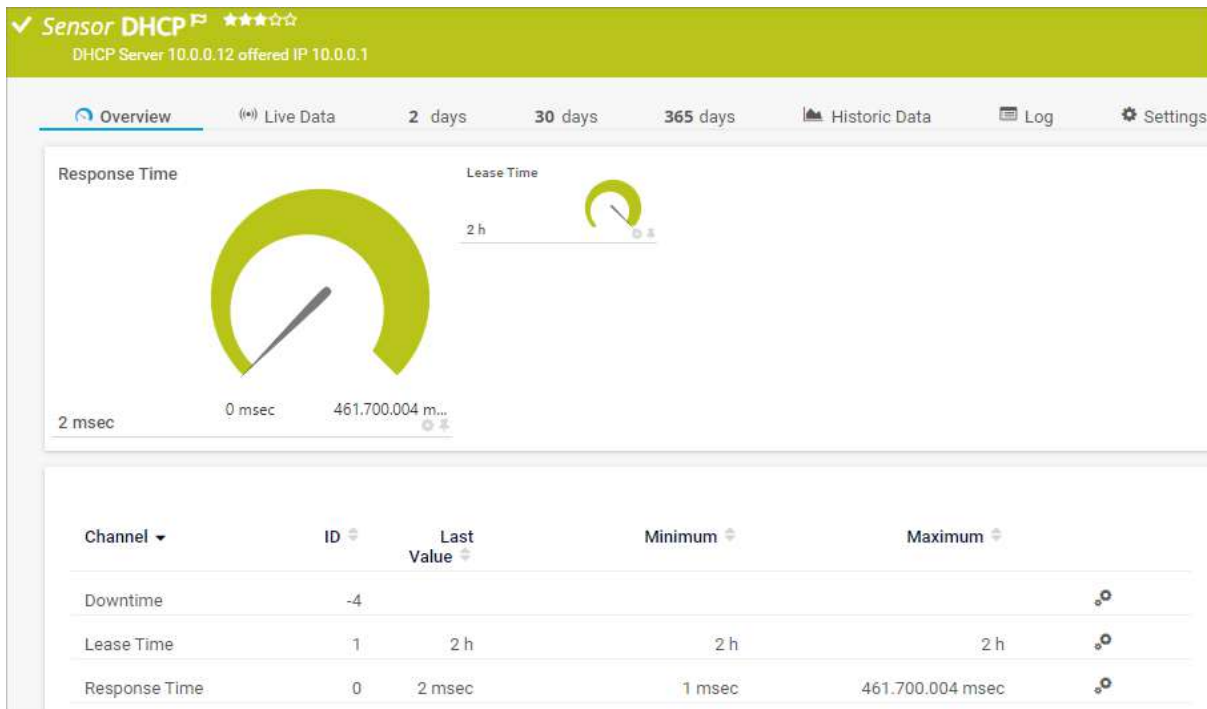 Sensor DHCP
DHCP Server 10.0.0.12 offered IP 10.0.0.1
Overview Live Data 2 days 30 days 365 days Historic Data Log Settings
Response Time
Lease Time
2 h
0 msec 461.700.004 m...
2 msec
Channel ID Last Value Minimum Maximum
Downtime -4
Lease Time 1 2 h 2 h 2 h
Response Time 0 2 msec 1 msec 461.700.004 msec